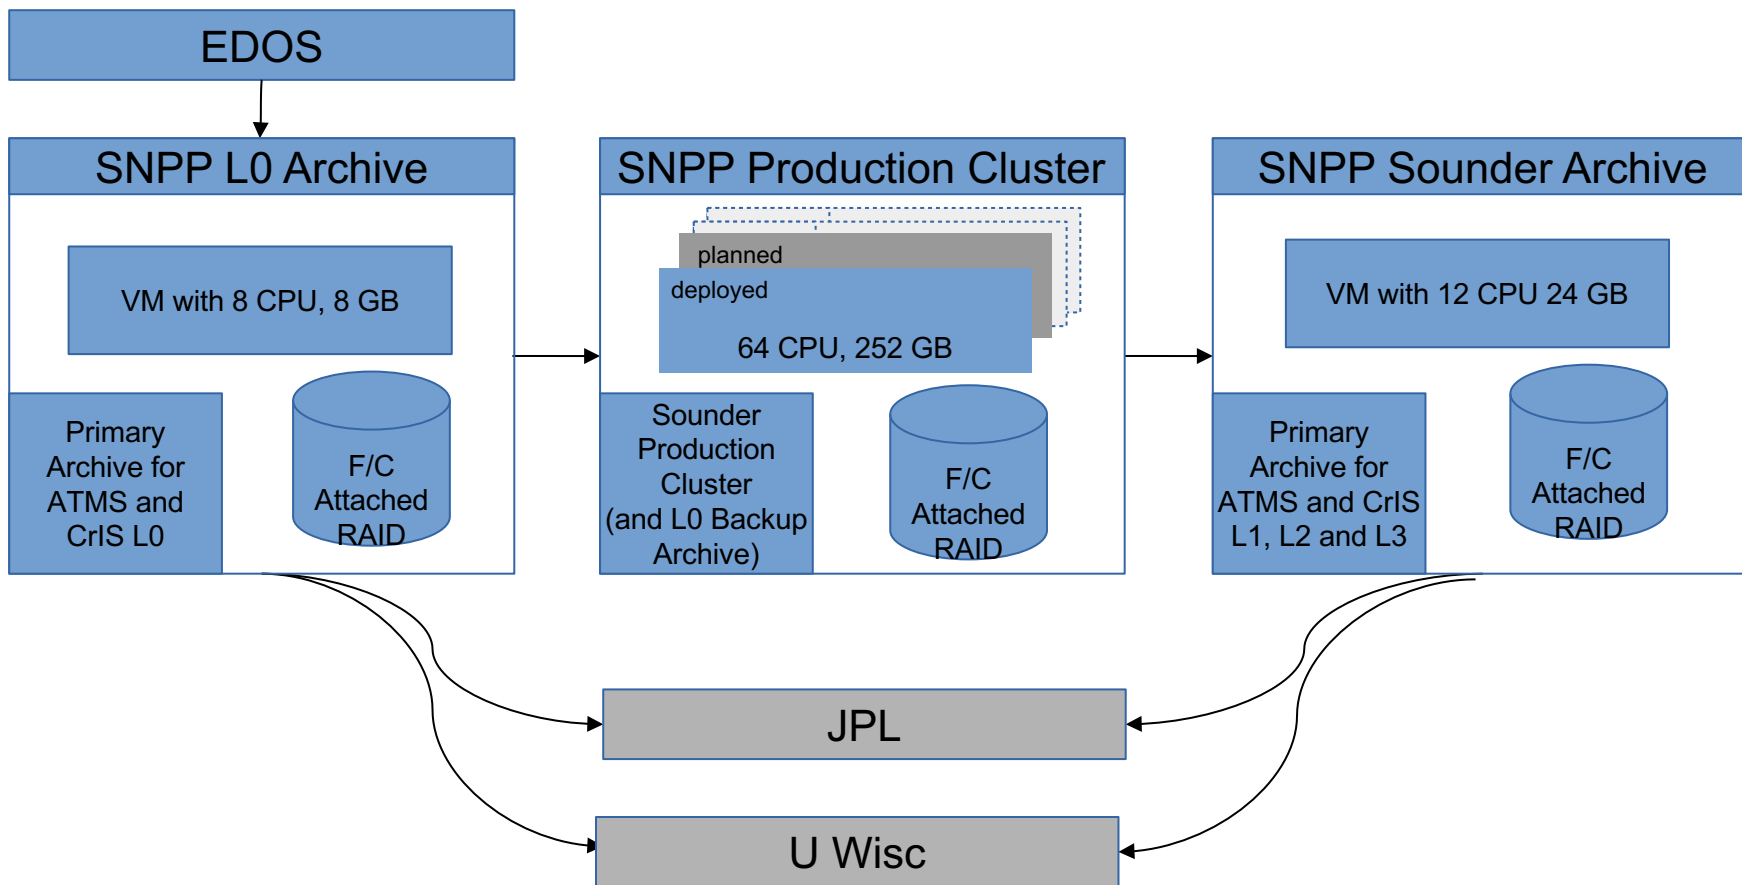 EDOS
SNPP L0 Archive
VM with 8 CPU, 8 GB
Primary
Archive for
ATMS and
CrIS L0
F/C
Attached
RAID
SNPP Production Cluster
planned
deployed
64 CPU, 252 GB
Sounder
Production
Cluster
(and L0 Backup
Archive)
F/C
Attached
RAID
SNPP Sounder Archive
VM with 12 CPU 24 GB
Primary
Archive for
ATMS and CrIS
L1, L2 and L3
F/C
Attached
RAID
JPL
U Wisc